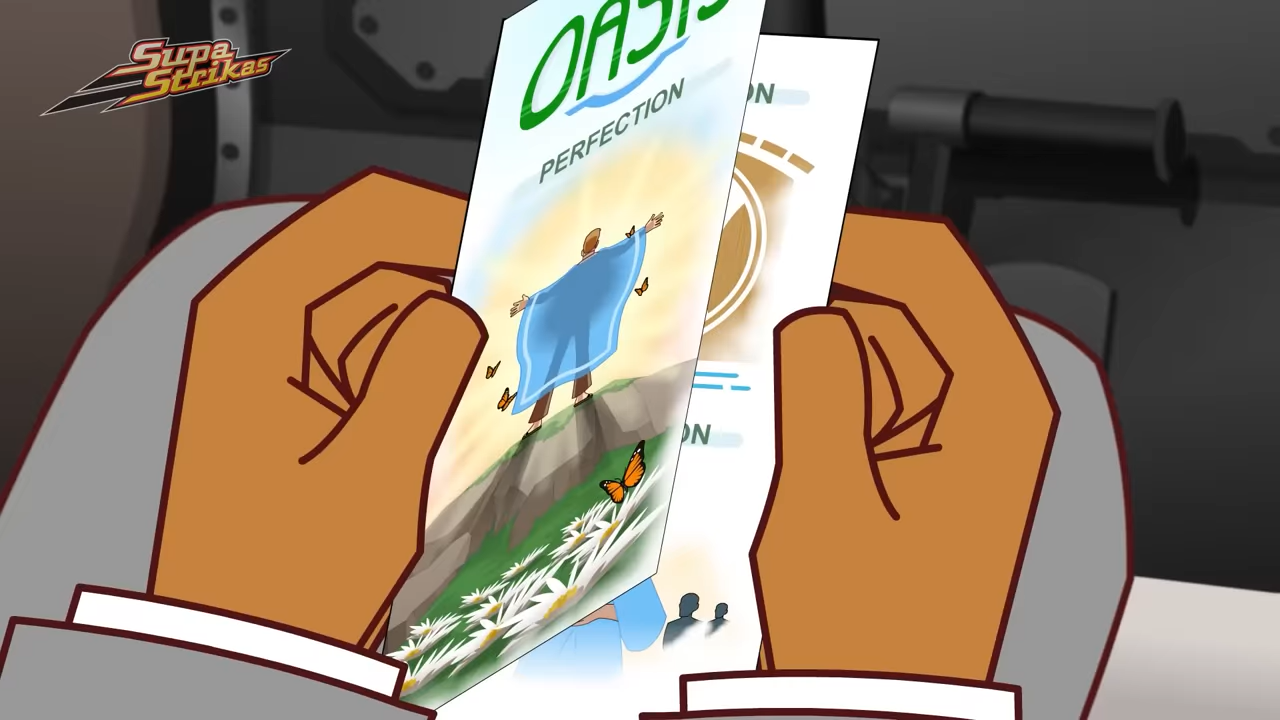 Supa
Strikas
OASIS
PERFECTION
ON
ON